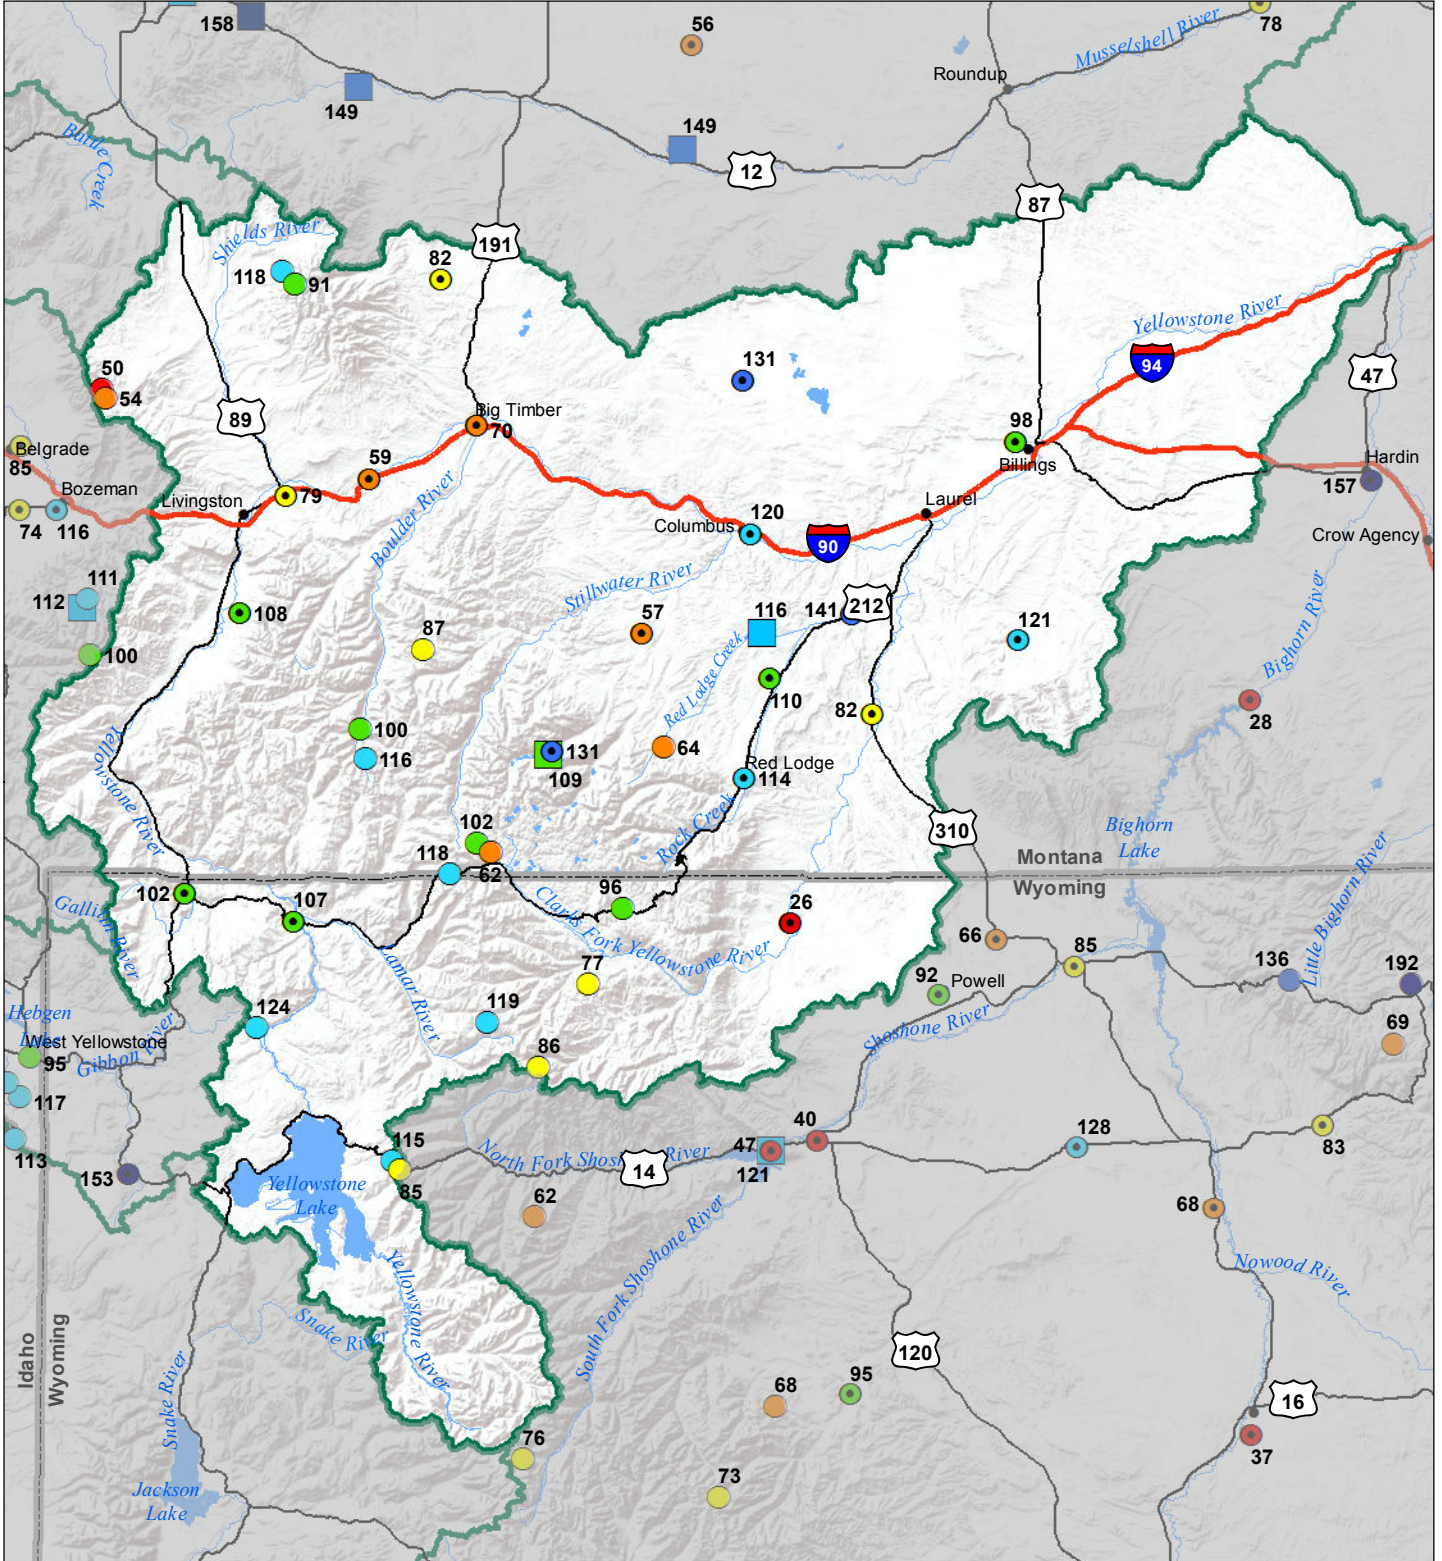 158
56
78
Musselshell River
Roundup
149
149
12
Battle Creek
87
191
Shields River
118
91
82
Yellowstone River
50
54
131
94
47
89
Big Timber
70
98
Billings
Belgrade
85
Hardin
157
59
Bozeman
Livingston
79
74
116
Laurel
Columbus
120
90
Crow Agency
Boulder River
Stillwater River
111
112
108
57
116
141
212
121
87
100
Red Lodge Creek
110
Bighorn River
28
82
100
116
131
109
64
Red Lodge
114
Yellowstone River
102
118
62
Rock Creek
310
Bighorn
Lake
Montana
Wyoming
Little Bighorn River
102
107
96
26
Gallatin River
Clarks Fork Yellowstone River
66
85
77
92
Powell
136
192
Lamar River
124
119
Hebgen
Lake
West Yellowstone
95
Gibbon River
Shoshone River
69
86
117
113
115
85
North Fork Shoshone River
14
47
121
40
128
83
153
Yellowstone
Lake
62
68
South Fork Shoshone River
Yellowstone River
Nowood River
Snake River
Idaho
Wyoming
Snake River
120
68
95
16
37
76
73
Jackson
Lake